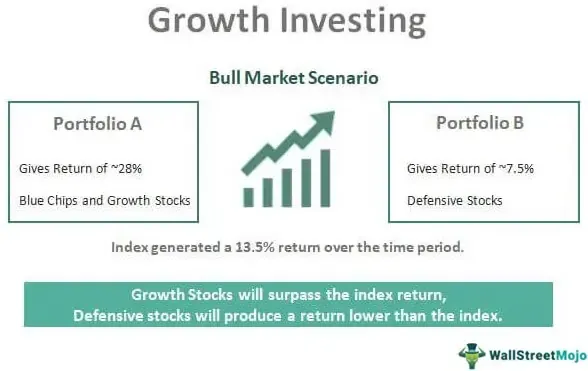 Growth Investing
Bull Market Scenario
Portfolio A
Gives Return of ~28%
Blue Chips and Growth Stocks
Portfolio B
Gives Return of ~7.5%
Defensive Stocks
Index generated a 13.5% return over the time period.
Growth Stocks will surpass the index return,
Defensive stocks will produce a return lower than the index.
WallStreetMojo